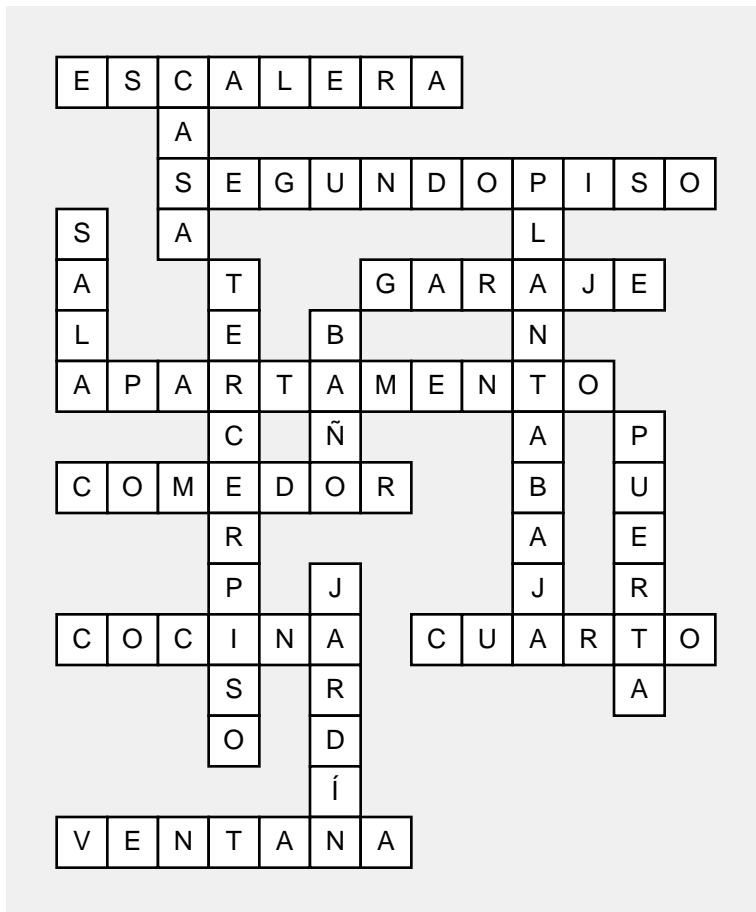 E S C A L E R A
A
S E G U N D O P I S O
S A L
A T G A R A J E
L E B N
A P A R T A M E N T O
C Ñ A P
C O M E D O R B U
R A E
P J J R
C O C I N A C U A R T O
S R A
O D
Í
V E N T A N A